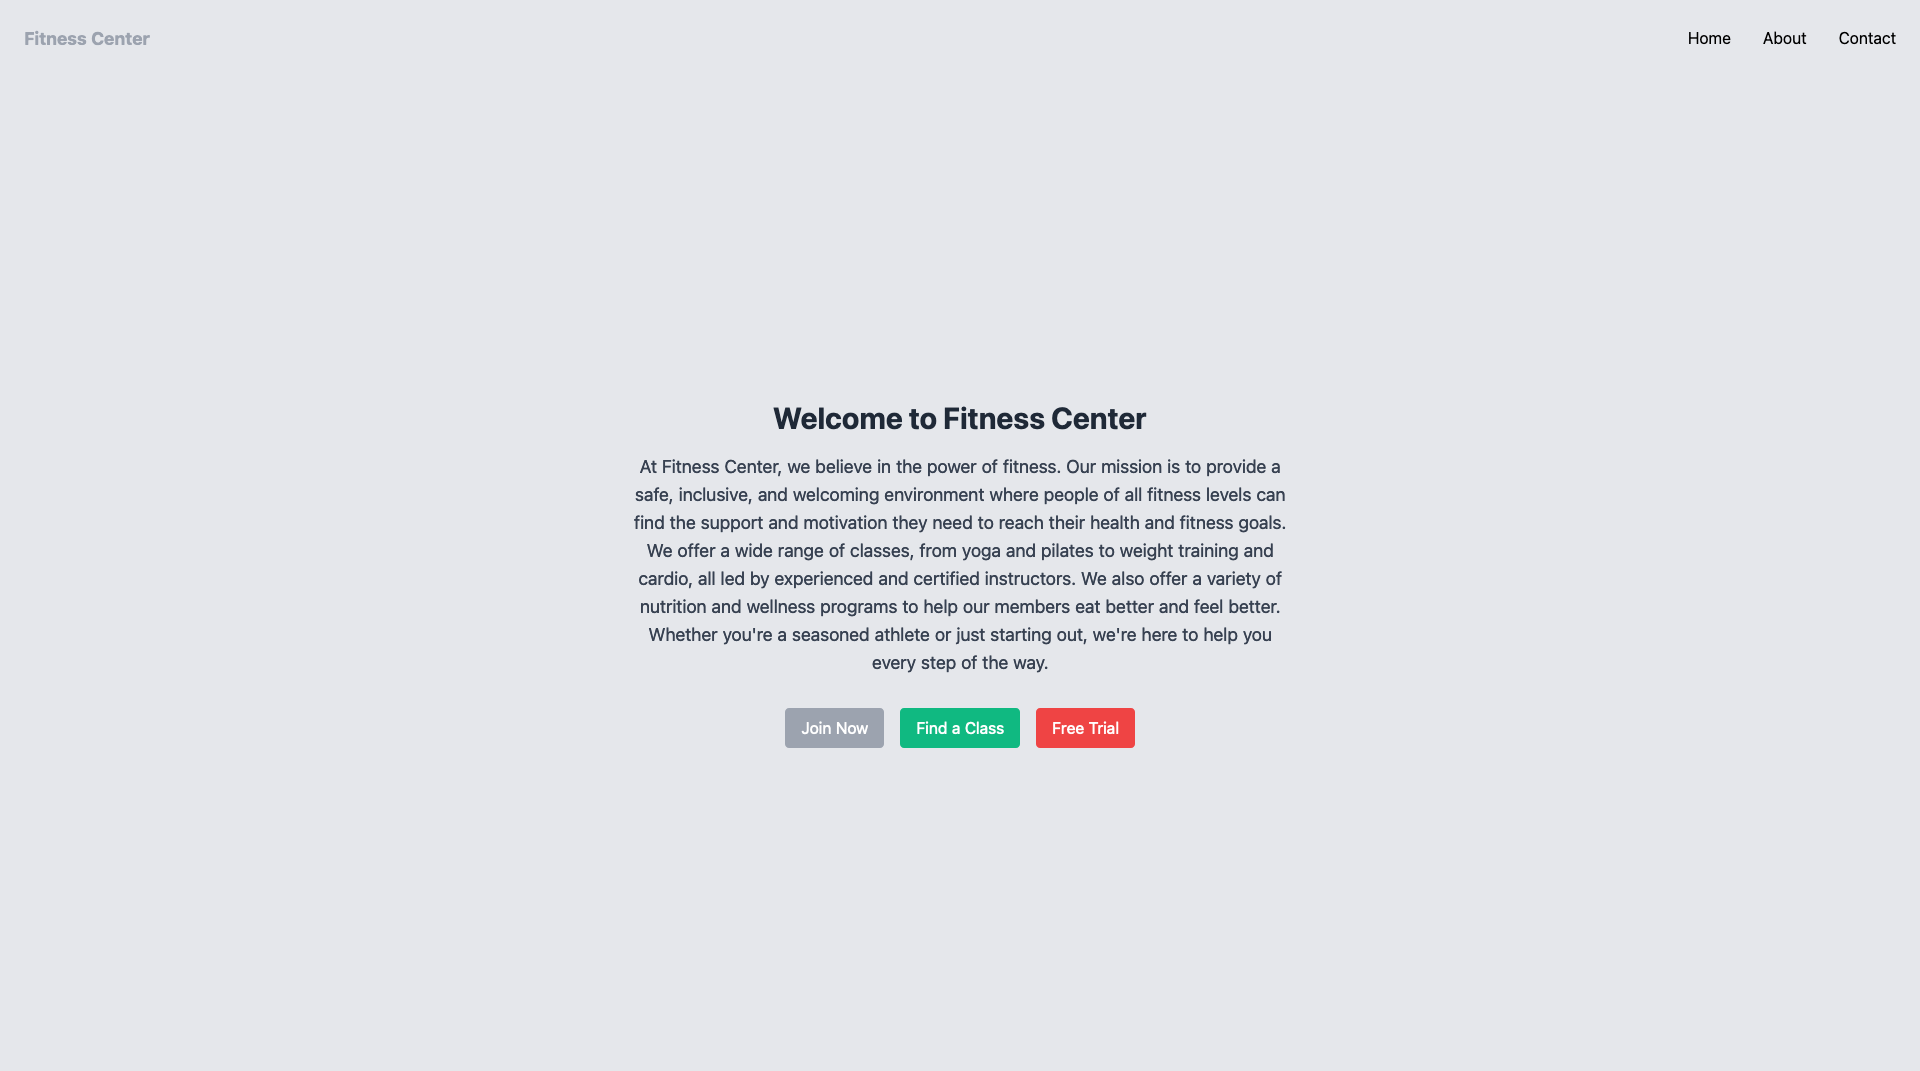 Fitness Center
Home
About
Contact
Welcome to Fitness Center
At Fitness Center, we believe in the power of fitness. Our mission is to provide a
safe, inclusive, and welcoming environment where people of all fitness levels can
find the support and motivation they need to reach their health and fitness goals.
We offer a wide range of classes, from yoga and pilates to weight training and
cardio, all led by experienced and certified instructors. We also offer a variety of
nutrition and wellness programs to help our members eat better and feel better.
Whether you're a seasoned athlete or just starting out, we're here to help you
every step of the way.
Join Now
Find a Class
Free Trial